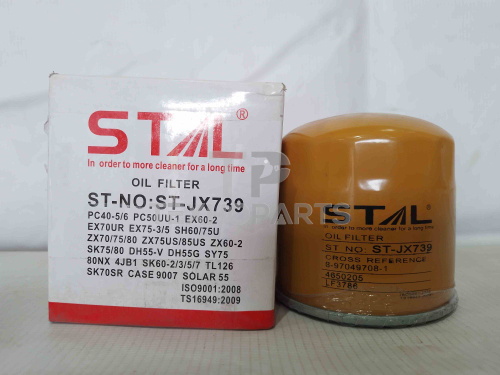 STAL®
In order to more cleaner for a long time
OIL FILTER
ST-NO:ST-JX739
PC40-5/6 PC50UU-1 EX60-2
EX70UR EX75-3/5 SH60/75U
ZX70/75/80 ZX75US/85US ZX60-2
SK75/80 DH55-V DH55G SY75
80NX 4JB1 SK60-2/3/5/7 TL126
SK70SR CASE 9007 SOLAR 55
ISO9001:2008
TS16949:2009
STAL
OIL FILTER
ST NO ST-JX739
CROSS REFERENCE
8-97049708-1
4650205
LF3786
TP
PARTS